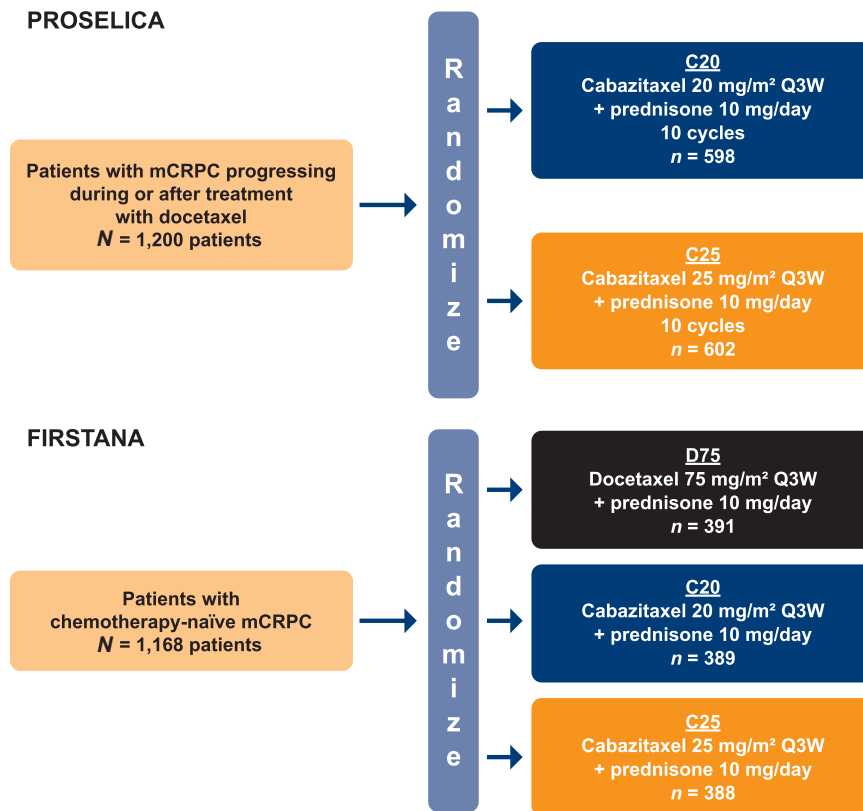 PROSELICA
Patients with mCRPC progressing
during or after treatment
with docetaxel
N = 1,200 patients
Randomize
C20
Cabazitaxel 20 mg/m² Q3W
+ prednisone 10 mg/day
10 cycles
n = 598
C25
Cabazitaxel 25 mg/m² Q3W
+ prednisone 10 mg/day
10 cycles
n = 602
FIRSTANA
Patients with
chemotherapy-naïve mCRPC
N = 1,168 patients
Randomize
D75
Docetaxel 75 mg/m² Q3W
+ prednisone 10 mg/day
n = 391
C20
Cabazitaxel 20 mg/m² Q3W
+ prednisone 10 mg/day
n = 389
C25
Cabazitaxel 25 mg/m² Q3W
+ prednisone 10 mg/day
n = 388